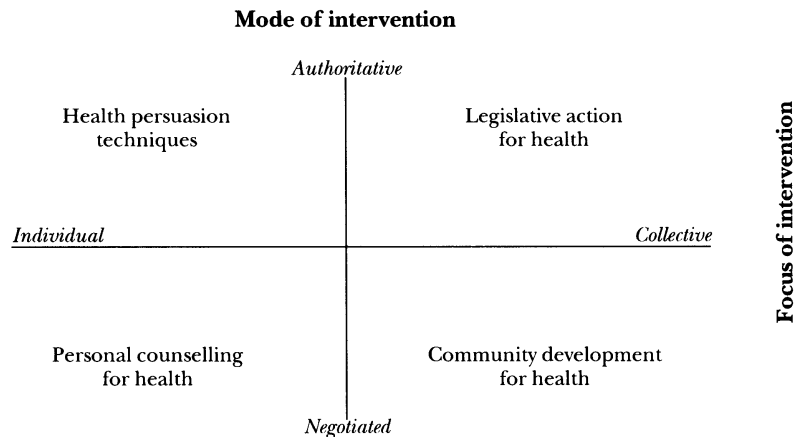 Mode of intervention
Authoritative
Health persuasion
techniques
Legislative action
for health
Focus of intervention
Individual
Collective
Personal counselling
for health
Community development
for health
Negotiated